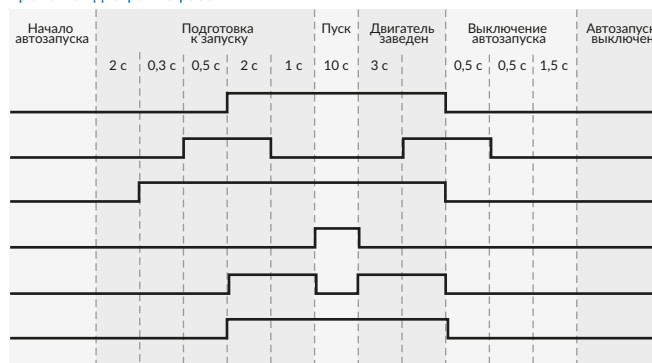 Начало
автозапуска
Подготовка
к запуску
Пуск
Двигатель
заведен
Выключение
автозапуска
2 с 0,3 с 0,5 с 2 с 1 с 10 с 3 с 0,5 с 0,5 с 1,5 с